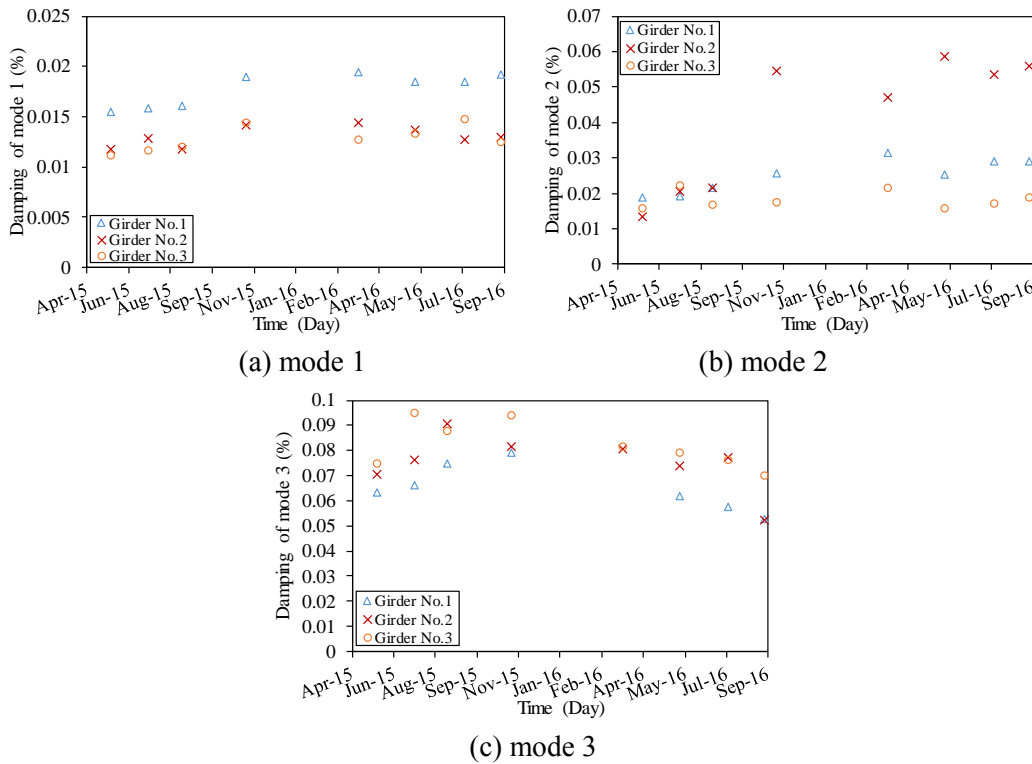 0.025
0.02
0.015
0.01
0.005
0
Damping of mode 1 (%)
Girder No.1
Girder No.2
Girder No.3
Apr-15 Jun-15 Aug-15 Sep-15 Nov-15 Jan-16 Feb-16 Apr-16 May-16 Jul-16 Sep-16
Time (Day)
(a) mode 1
0.07
0.06
0.05
0.04
0.03
0.02
0.01
0
Damping of mode 2 (%)
Girder No.1
Girder No.2
Girder No.3
Apr-15 Jun-15 Aug-15 Sep-15 Nov-15 Jan-16 Feb-16 Apr-16 May-16 Jul-16 Sep-16
Time (Day)
(b) mode 2
0.1
0.09
0.08
0.07
0.06
0.05
0.04
0.03
0.02
0.01
0
Damping of mode 3 (%)
Girder No.1
Girder No.2
Girder No.3
Apr-15 Jun-15 Aug-15 Sep-15 Nov-15 Jan-16 Feb-16 Apr-16 May-16 Jul-16 Sep-16
Time (Day)
(c) mode 3